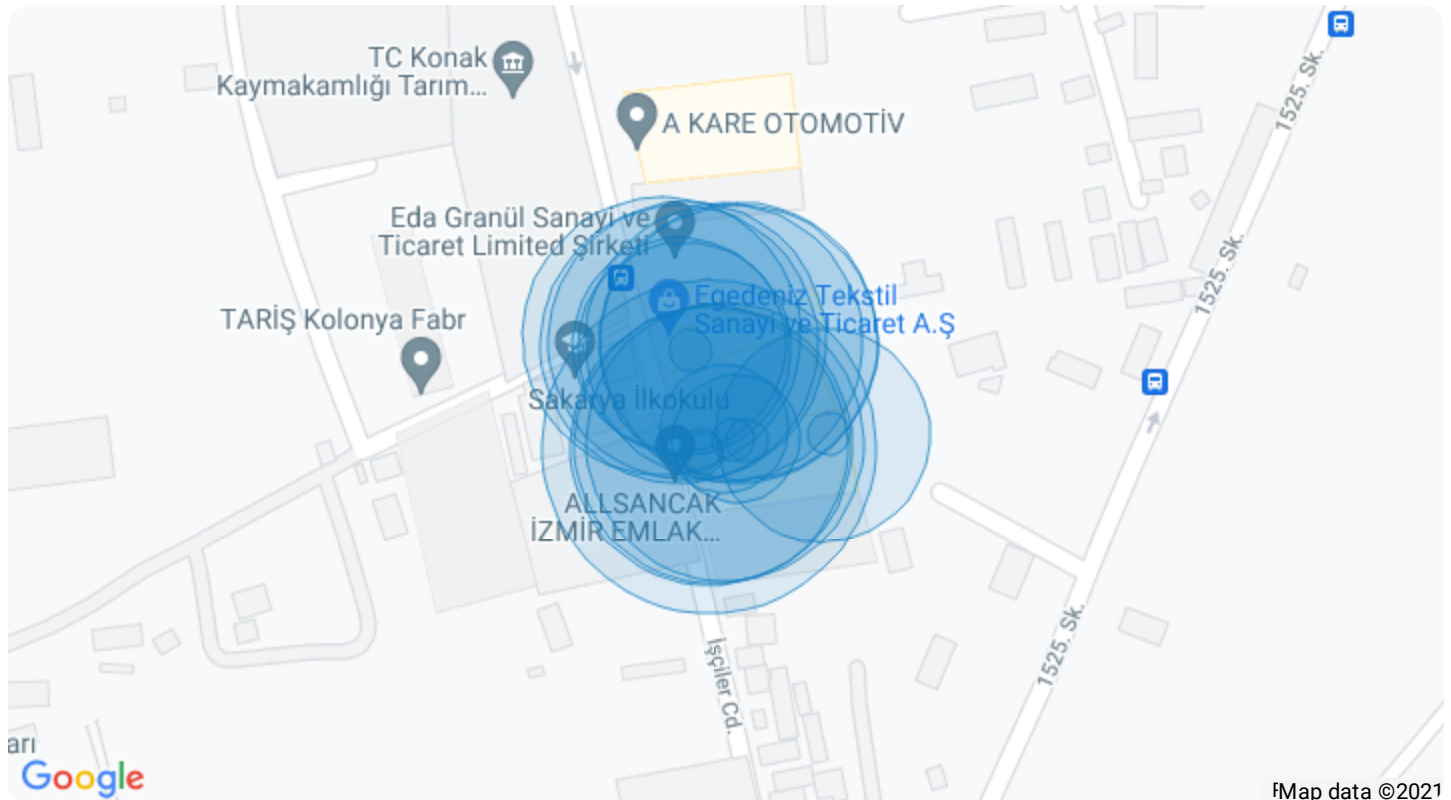 TC Konak
Kaymakamlığı Tarım...
A KARE OTOMOTİV
1525. Sk.
Eda Granül Sanayi ve
Ticaret Limited Şirketi
1525. Sk.
Egedeniz Tekstil
Sanayi ve Ticaret A.Ş
TARİŞ Kolonya Fabr
Sakarya İlkokulu
ALLSANCAK
İZMİR EMLAK...
1525. Sk.
İşçiler Cd.
arı
Google
Map data ©2021